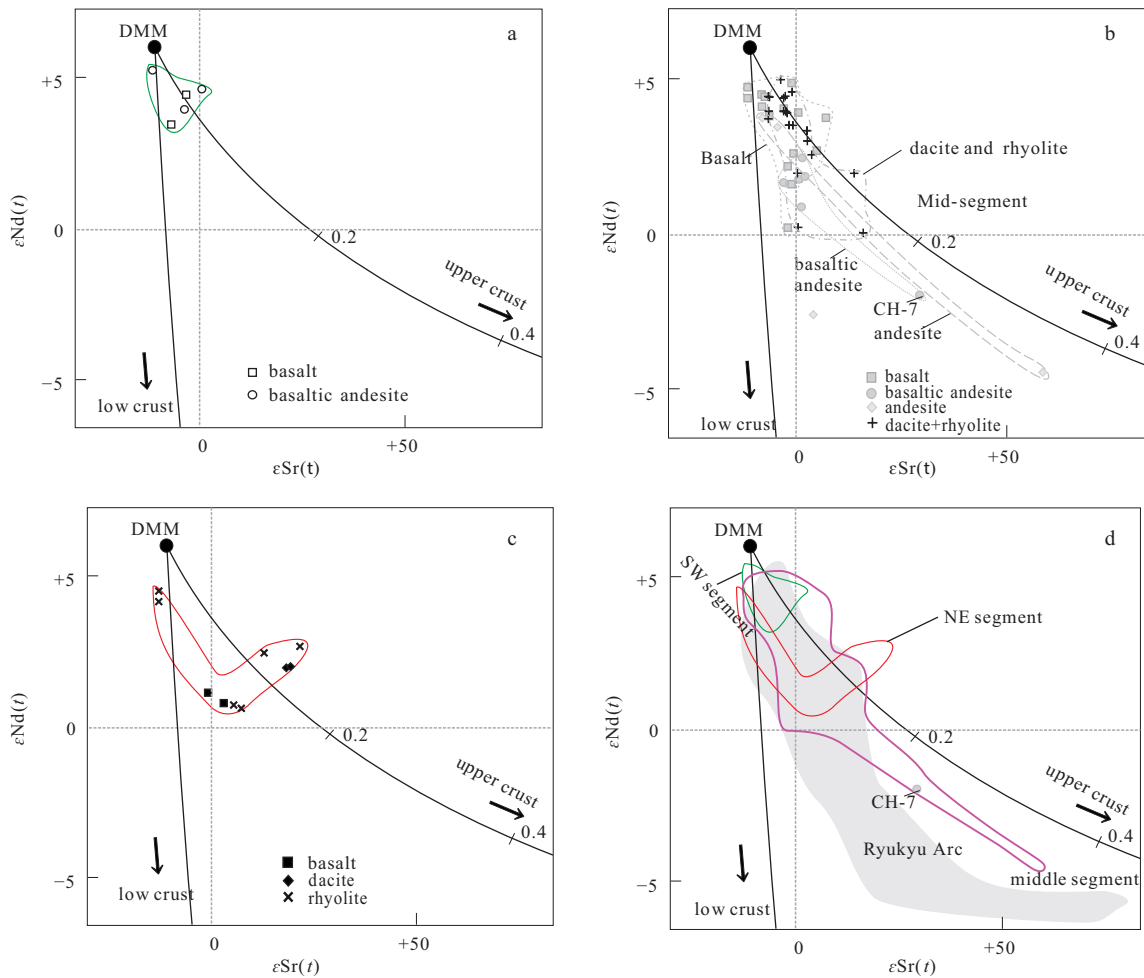 a
DMM
+5
εNd(t)
0
0.2
upper crust
0.4
basalt
basaltic andesite
−5
low crust
0
+50
εSr(t)
b
DMM
+5
Basalt
dacite and rhyolite
Mid-segment
εNd(t)
0
0.2
basaltic
andesite
upper crust
CH-7
andesite
0.4
basalt
basaltic andesite
andesite
dacite+rhyolite
−5
low crust
0
+50
εSr(t)
c
DMM
+5
εNd(t)
0
0.2
upper crust
0.4
basalt
dacite
rhyolite
−5
low crust
0
+50
εSr(t)
d
DMM
+5
SW segment
NE segment
εNd(t)
0
0.2
upper crust
CH-7
0.4
Ryukyu Arc
middle segment
−5
low crust
0
+50
εSr(t)